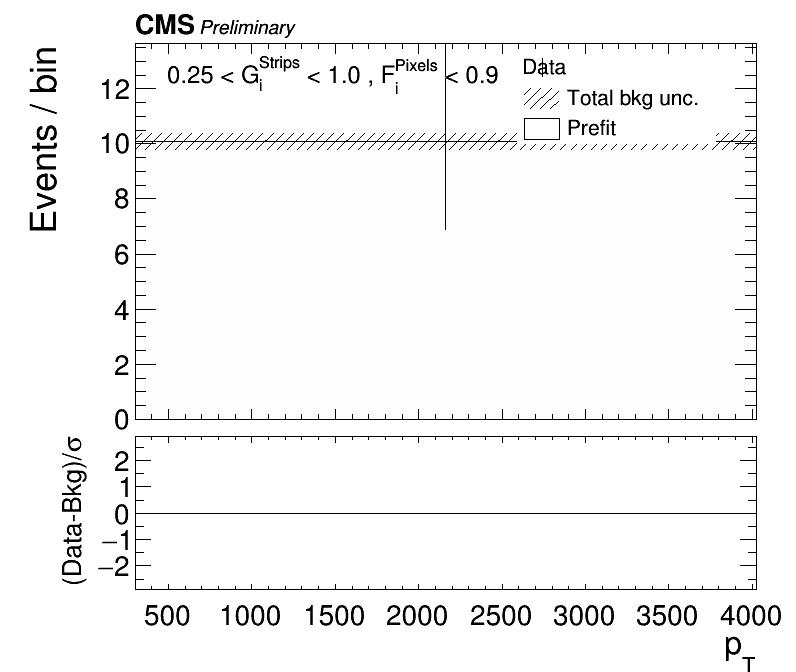 CMS Preliminary
Events / bin
0.25 < G_i^Strips < 1.0 , F_i^Pixels < 0.9
Data
Total bkg unc.
Prefit
12
10
8
6
4
2
0
(Data-Bkg)/σ
2
1
0
−1
−2
500 1000 1500 2000 2500 3000 3500 4000
p_T